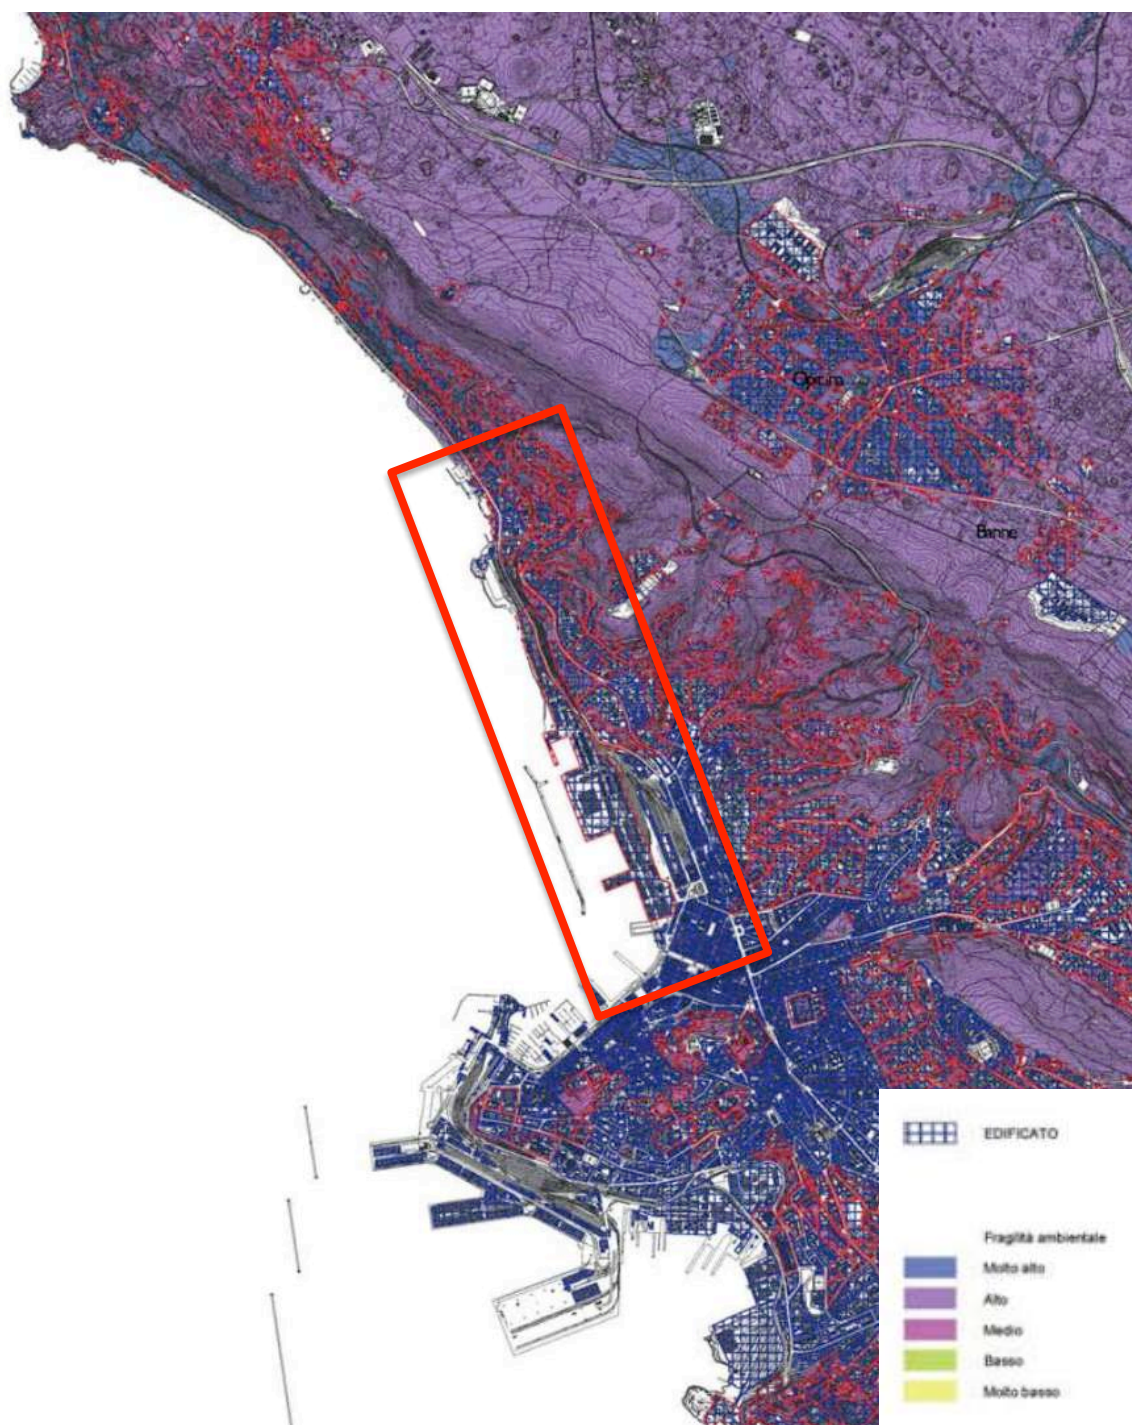 Opicina
Banne
EDIFICATO
Fragilità ambientale
Molto alto
Alto
Medio
Basso
Molto basso